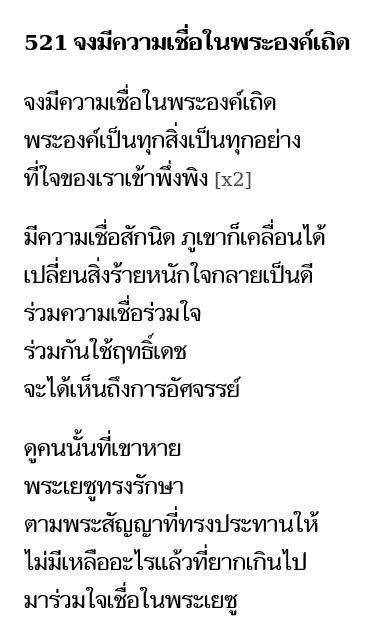 521 จงมีความเชื่อในพระองค์เถิด
จงมีความเชื่อในพระองค์เถิด
พระองค์เป็นทุกสิ่งเป็นทุกอย่าง
ที่ใจของเราเข้าพึ่งพิง [x2]
มีความเชื่อสักนิด ภูเขาก็เคลื่อนได้
เปลี่ยนสิ่งร้ายหนักใจกลายเป็นดี
ร่วมความเชื่อร่วมใจ
ร่วมกันใช้ฤทธิ์เดช
จะได้เห็นถึงการอัศจรรย์
ดูคนนั้นที่เขาหาย
พระเยซูทรงรักษา
ตามพระสัญญาที่ทรงประทานให้
ไม่มีเหลืออะไรแล้วที่ยากเกินไป
มาร่วมใจเชื่อในพระเยซู